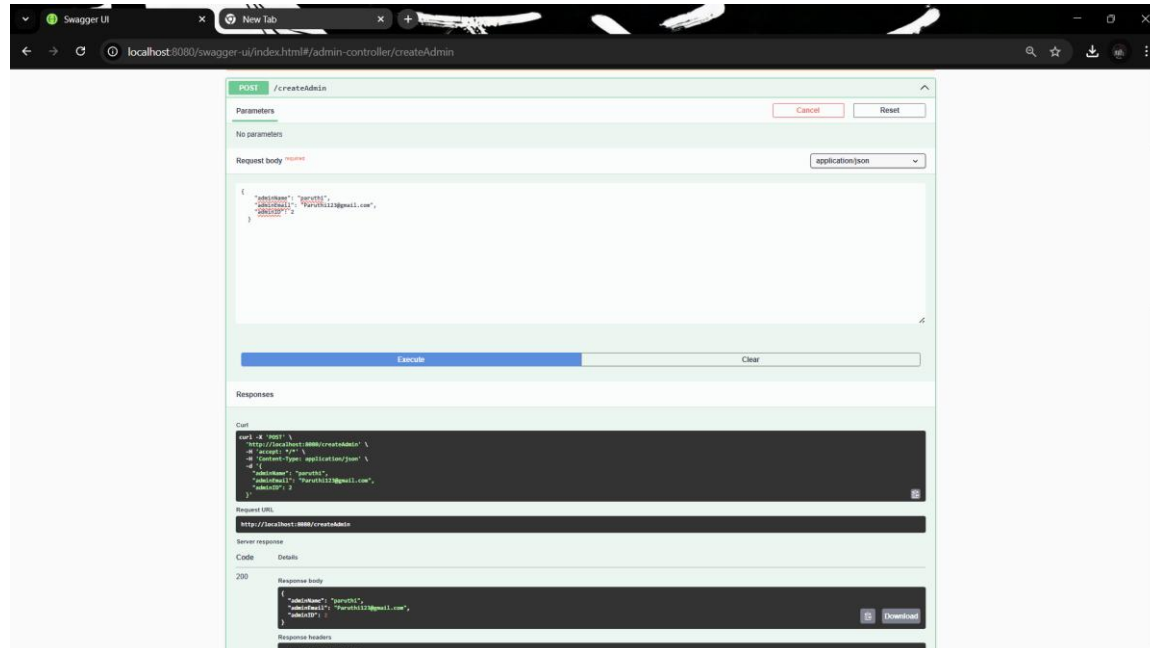 Swagger UI
New Tab
localhost:8080/swagger-ui/index.html#/admin-controller/createAdmin
POST /createAdmin
Parameters
Cancel
Reset
No parameters
Request body required
application/json
{
"adminName": "paruthi",
"adminEmail": "Paruthi123@gmail.com",
"adminID": 2
}
Execute
Clear
Responses
Curl
curl -X 'POST' \
'http://localhost:8080/createAdmin' \
-H 'accept: */*' \
-H 'Content-Type: application/json' \
-d '{
"adminName": "paruthi",
"adminEmail": "Paruthi123@gmail.com",
"adminID": 2
}'
Request URL
http://localhost:8080/createAdmin
Server response
Code Details
200
Response body
{
"adminName": "paruthi",
"adminEmail": "Paruthi123@gmail.com",
"adminID": 2
}
Download
Response headers